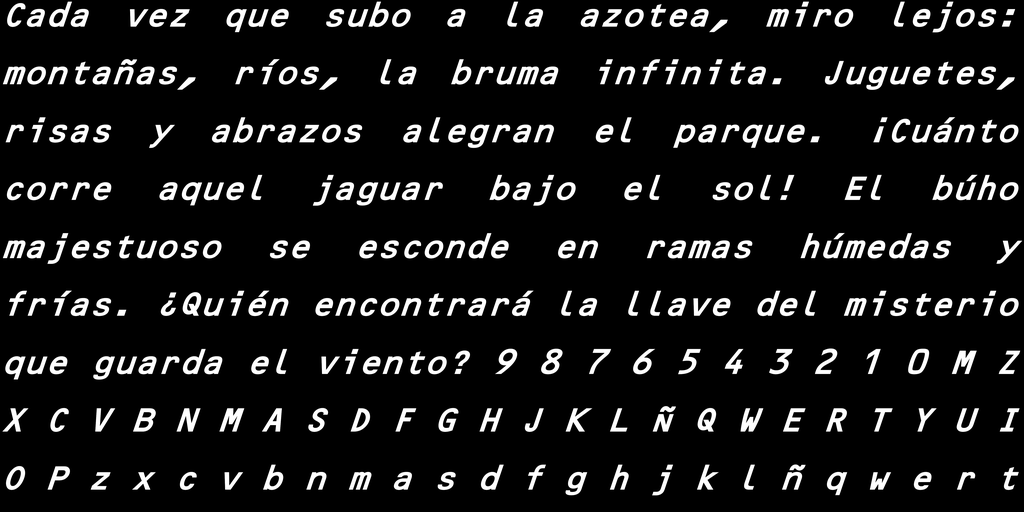 Cada vez que subo a la azotea, miro lejos:
montañas, ríos, la bruma infinita. Juguetes,
risas y abrazos alegran el parque. ¡Cuánto
corre aquel jaguar bajo el sol! El búho
majestuoso se esconde en ramas húmedas y
frías. ¿Quién encontrará la llave del misterio
que guarda el viento? 9 8 7 6 5 4 3 2 1 0 M Z
X C V B N M A S D F G H J K L Ñ Q W E R T Y U I
O P z x c v b n m a s d f g h j k l ñ q w e r t